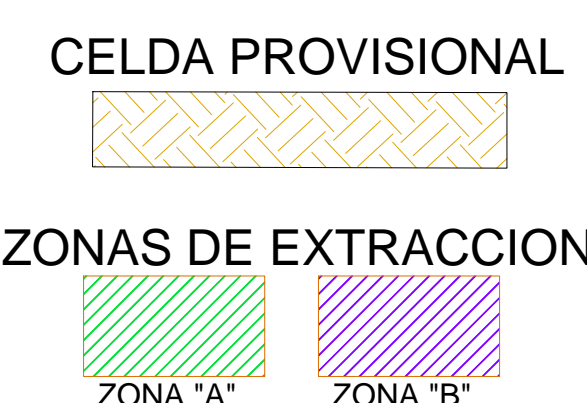 CELDA PROVISIONAL
ZONAS DE EXTRACCION
ZONA "A"
ZONA "B"